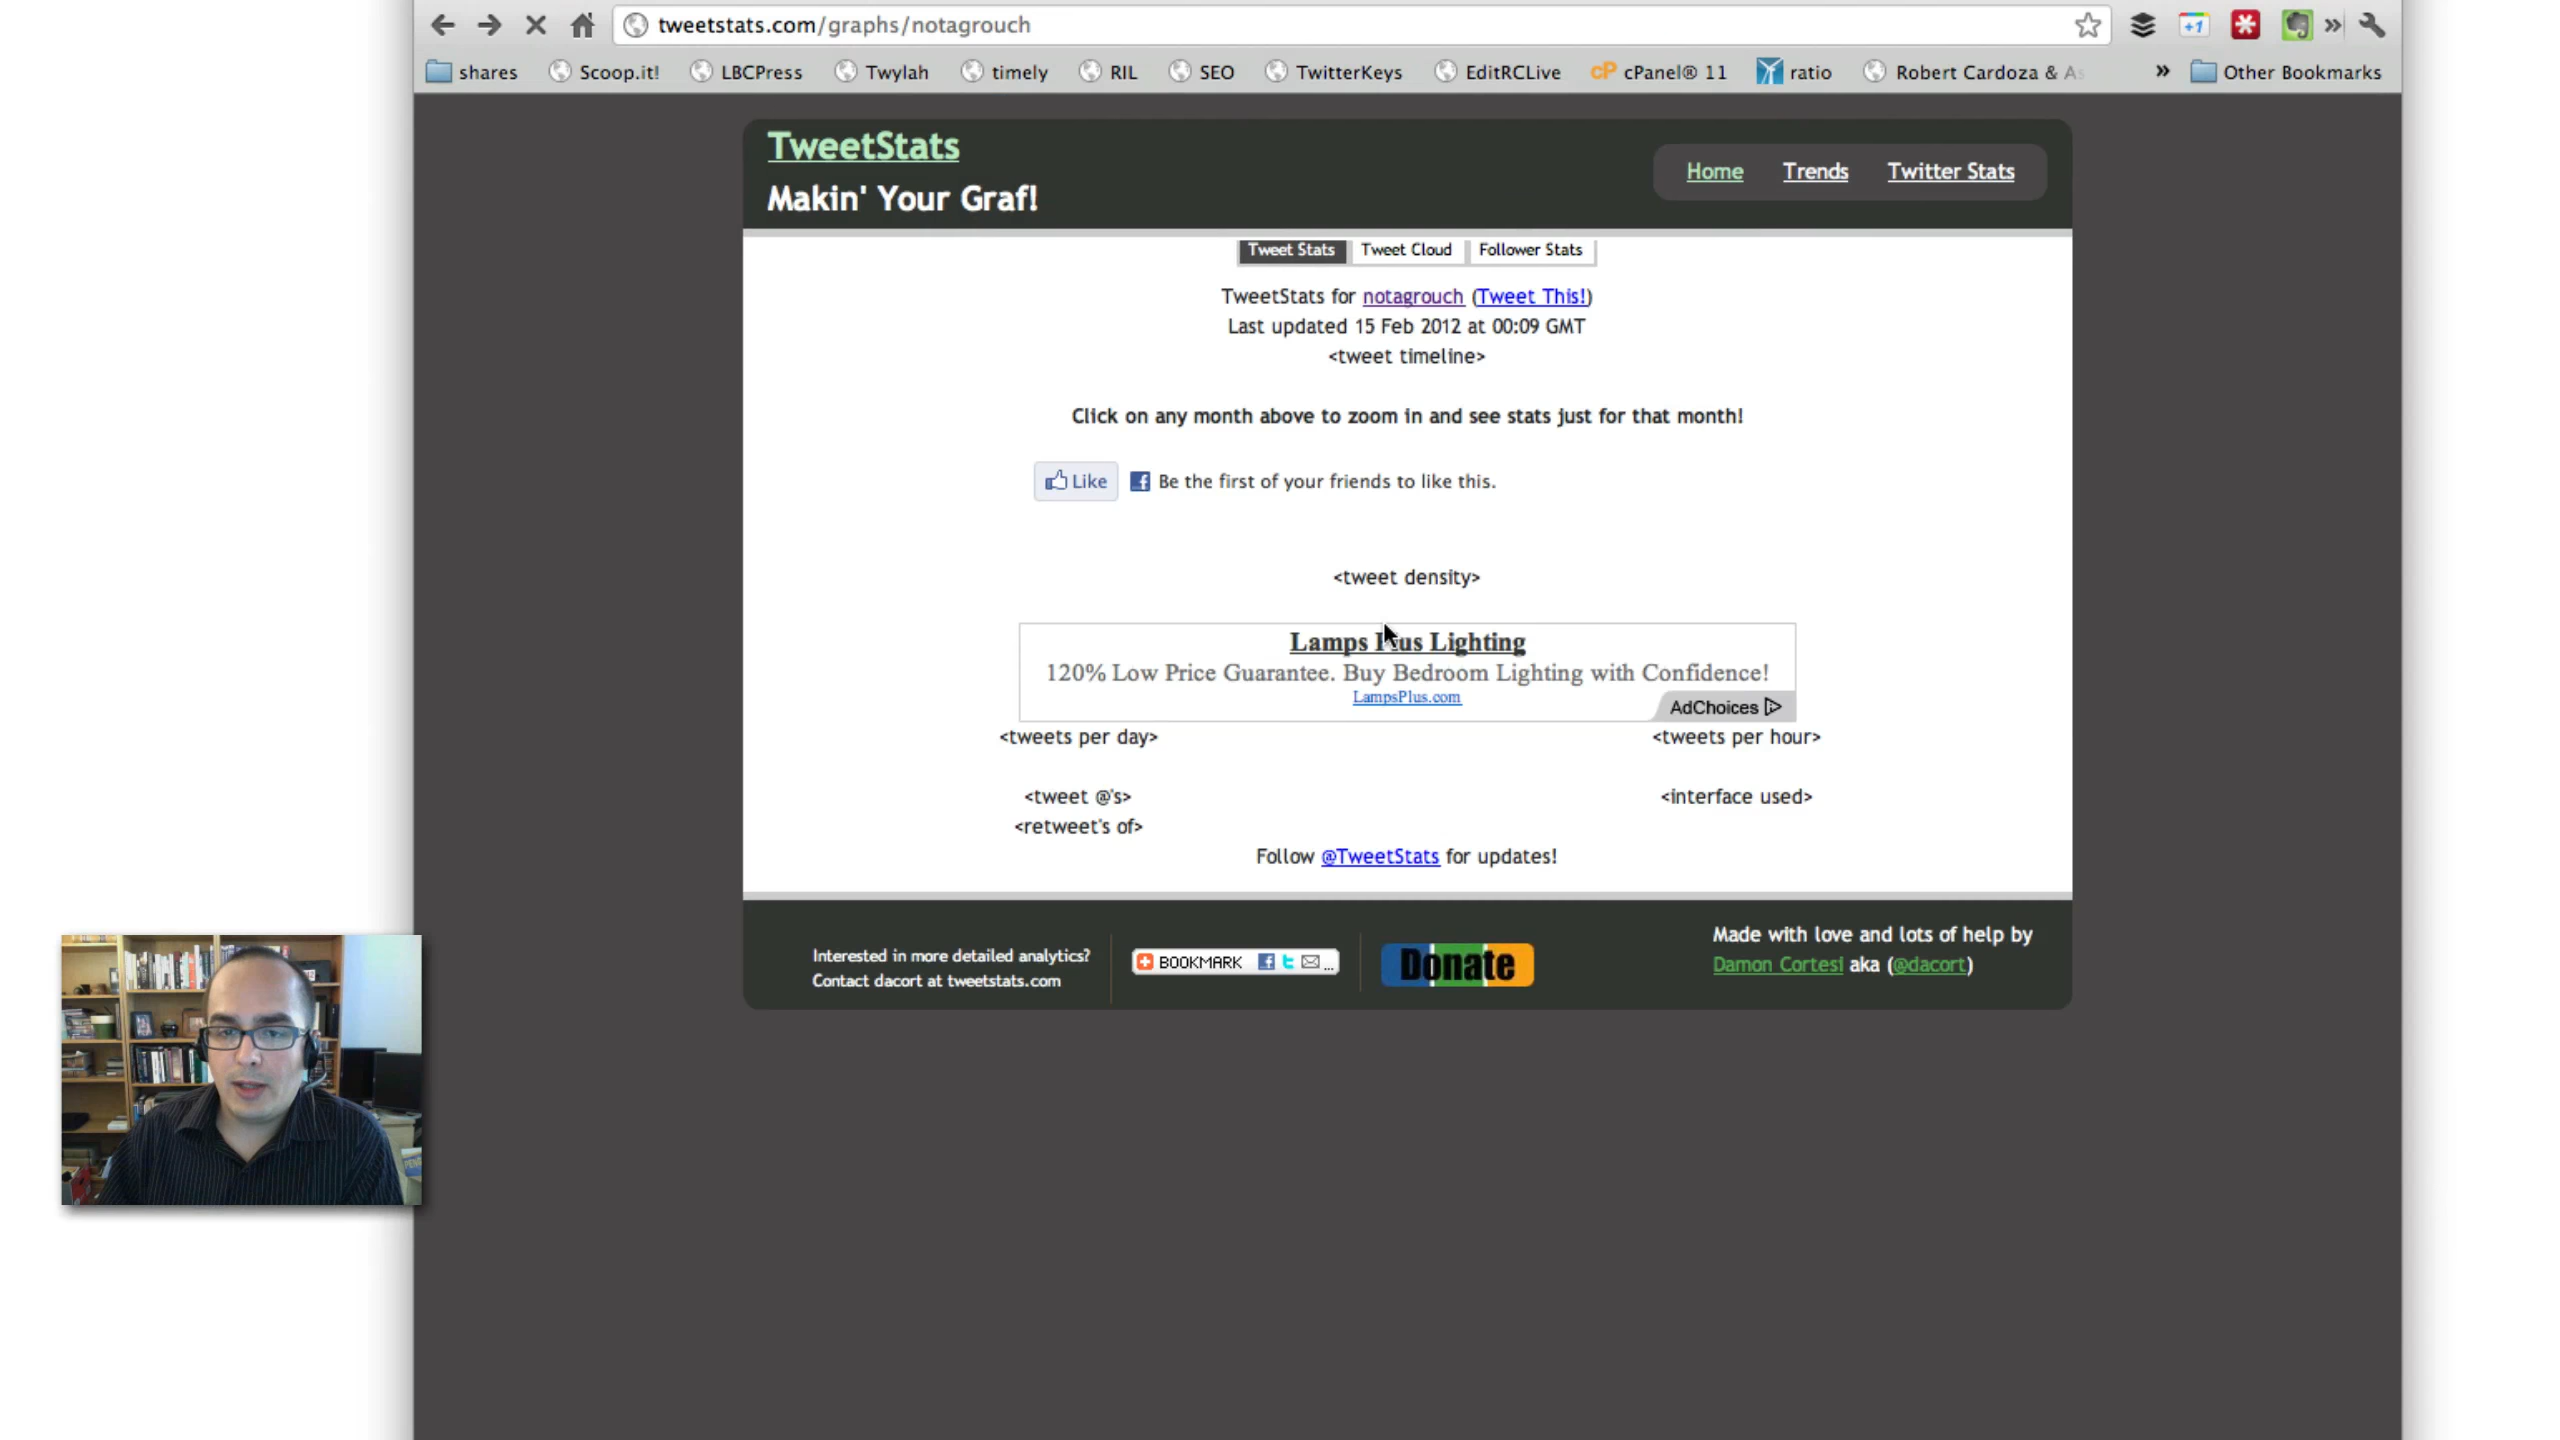 tweetstats.com/graphs/notagrouch
+1
shares Scoop.it! LBCPress Twylah timely RIL SEO TwitterKeys EditRCLive cP cPanel® 11 ratio Robert Cardoza & As » Other Bookmarks
TweetStats
Makin' Your Graf!
Home Trends Twitter Stats
Tweet Stats Tweet Cloud Follower Stats
TweetStats for notagrouch (Tweet This!)
Last updated 15 Feb 2012 at 00:09 GMT
<tweet timeline>
Click on any month above to zoom in and see stats just for that month!
Like Be the first of your friends to like this.
<tweet density>
Lamps Plus Lighting
120% Low Price Guarantee. Buy Bedroom Lighting with Confidence!
LampsPlus.com
AdChoices
<tweets per day> <tweets per hour>
<tweet @'s> <interface used>
<retweet's of>
Follow @TweetStats for updates!
Interested in more detailed analytics?
Contact dacort at tweetstats.com
BOOKMARK ...
Donate
Made with love and lots of help by
Damon Cortesi aka (@dacort)